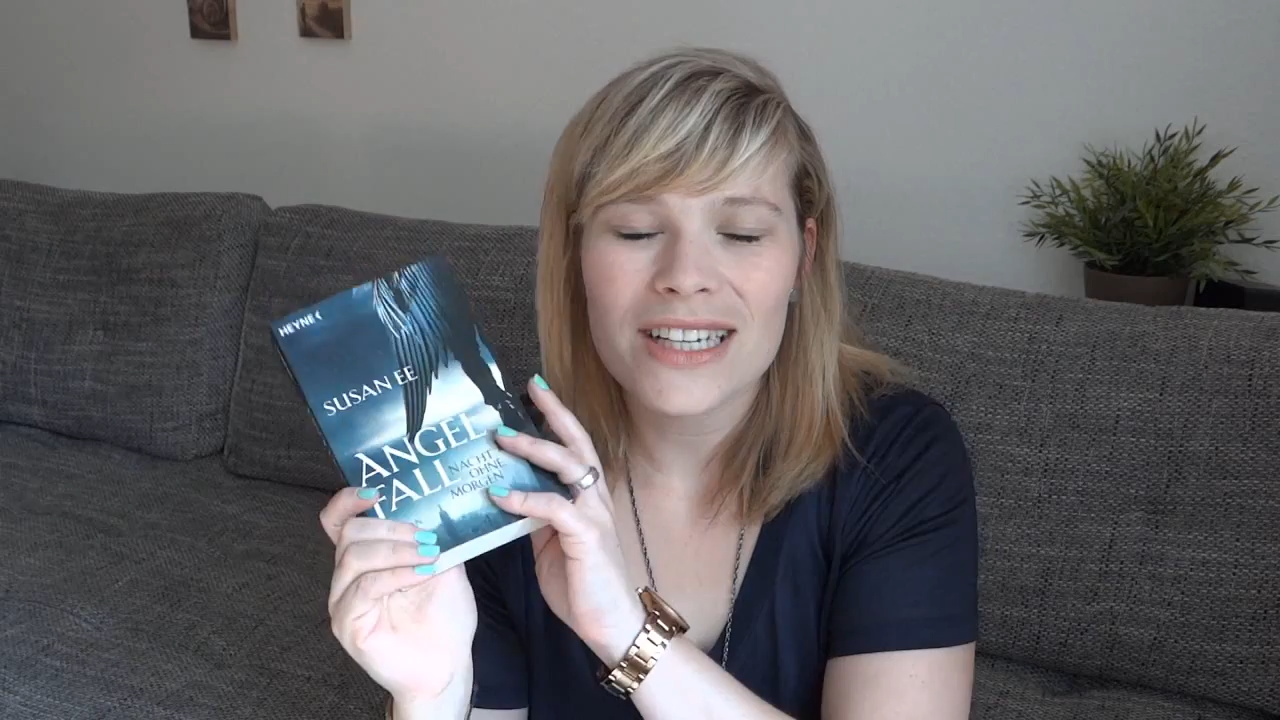 HEYNE <
SUSAN EE
ANGEL
FALL
NACHT
OHNE
MORGEN